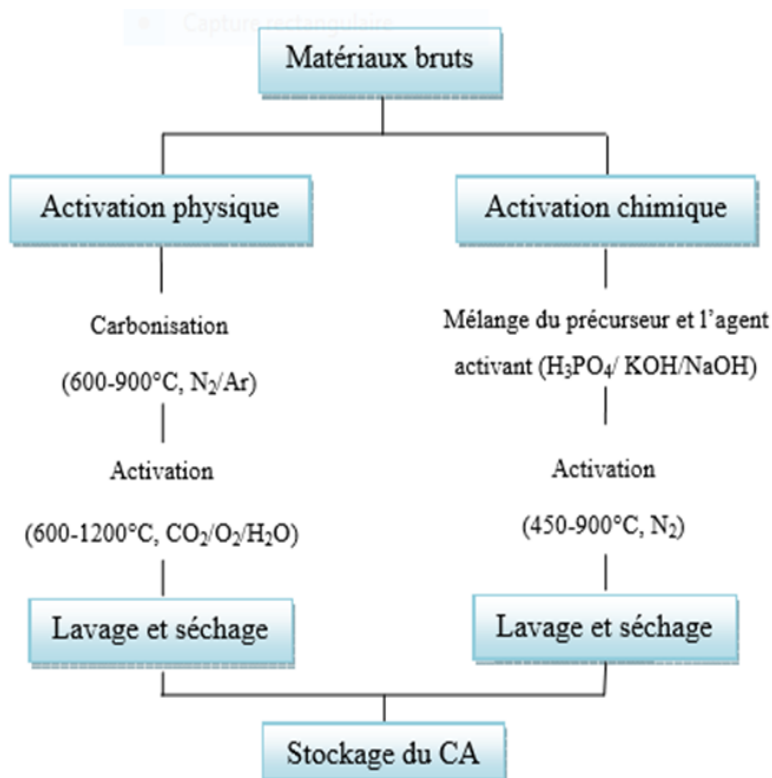 Capture rectangulaire
Matériaux bruts
Activation physique
Carbonisation
(600-900°C, N₂/Ar)
Activation
(600-1200°C, CO₂/O₂/H₂O)
Lavage et séchage
Activation chimique
Mélange du précurseur et l’agent
activant (H₃PO₄/ KOH/NaOH)
Activation
(450-900°C, N₂)
Lavage et séchage
Stockage du CA